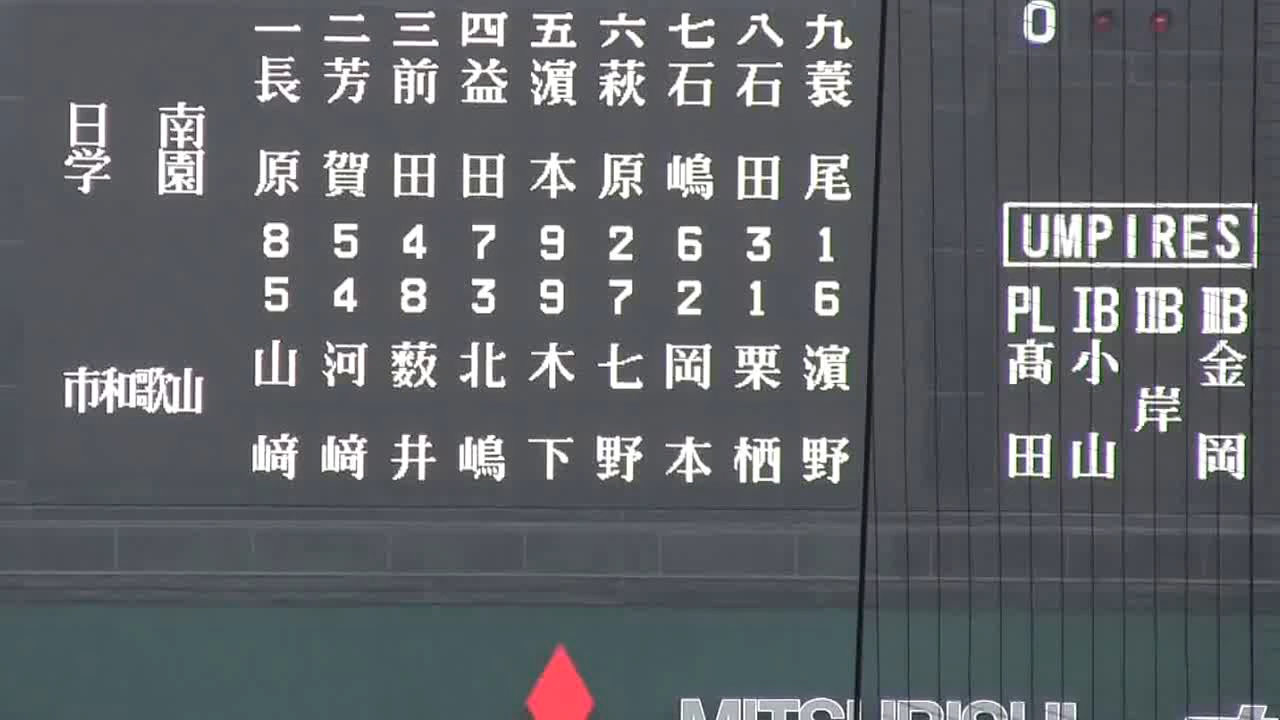 一 二 三 四 五 六 七 八 九
日学 南園
長原 芳賀 前田 益田 濵本 萩原 石嶋 石田 蓑尾
8 5 4 7 9 2 6 3 1
5 4 8 3 9 7 2 1 6
市和歌山
山﨑 河﨑 薮井 北嶋 木下 七野 岡本 栗栖 濵野
0
UMPIRES
PL IB IIB IIIB
髙田 小山 岸 金岡
MITSUBISHI